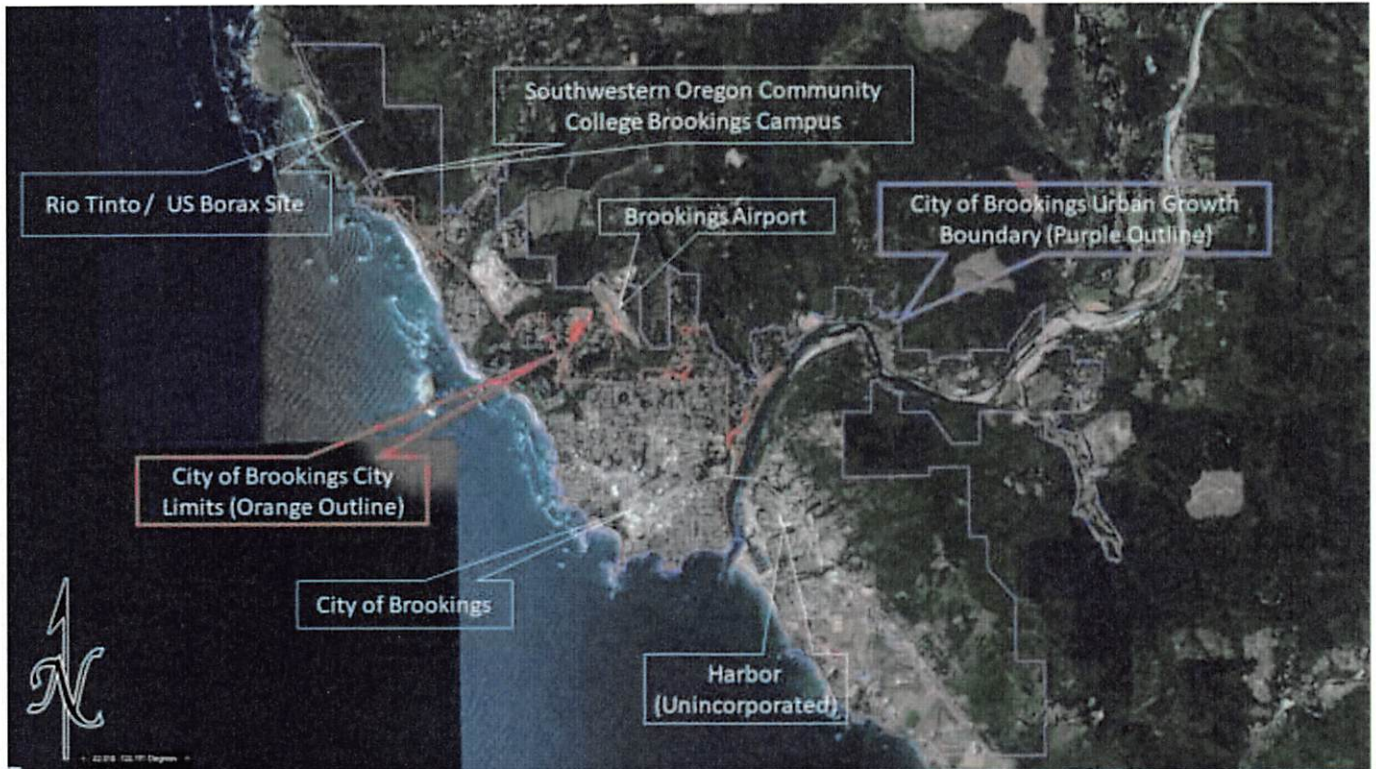 Southwestern Oregon Community
College Brookings Campus
Rio Tinto / US Borax Site
Brookings Airport
City of Brookings Urban Growth
Boundary (Purple Outline)
City of Brookings City
Limits (Orange Outline)
City of Brookings
Harbor
(Unincorporated)
N